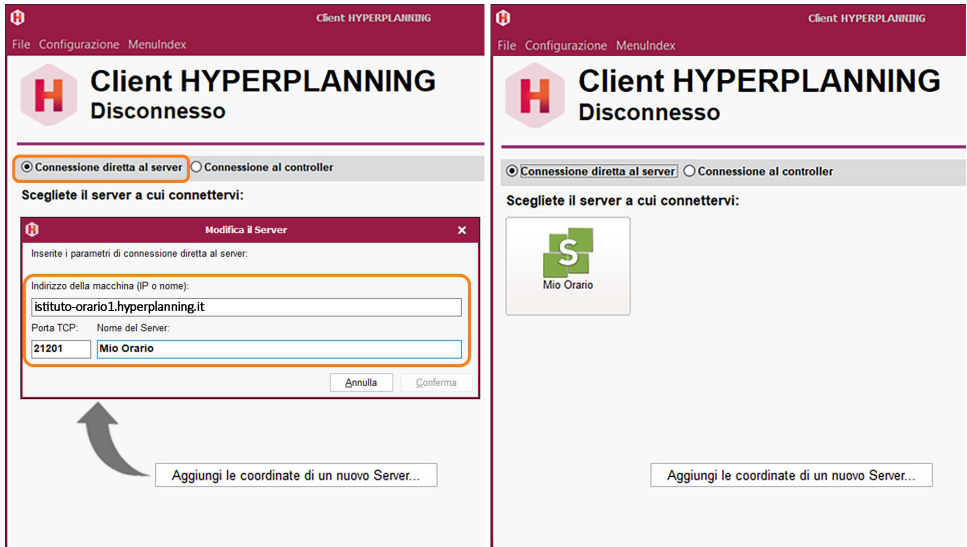 Client HYPERPLANNING
File Configurazione MenuIndex
Client HYPERPLANNING
Disconnesso
Connessione diretta al server Connessione al controller
Scegliete il server a cui connettervi:
Modifica il Server
Inserite i parametri di connessione diretta al server:
Indirizzo della macchina (IP o nome):
istituto-orario1.hyperplanning.it
Porta TCP: Nome del Server:
21201 Mio Orario
Annulla Conferma
Aggiungi le coordinate di un nuovo Server...
Client HYPERPLANNING
File Configurazione MenuIndex
Client HYPERPLANNING
Disconnesso
Connessione diretta al server Connessione al controller
Scegliete il server a cui connettervi:
S
Mio Orario
Aggiungi le coordinate di un nuovo Server...